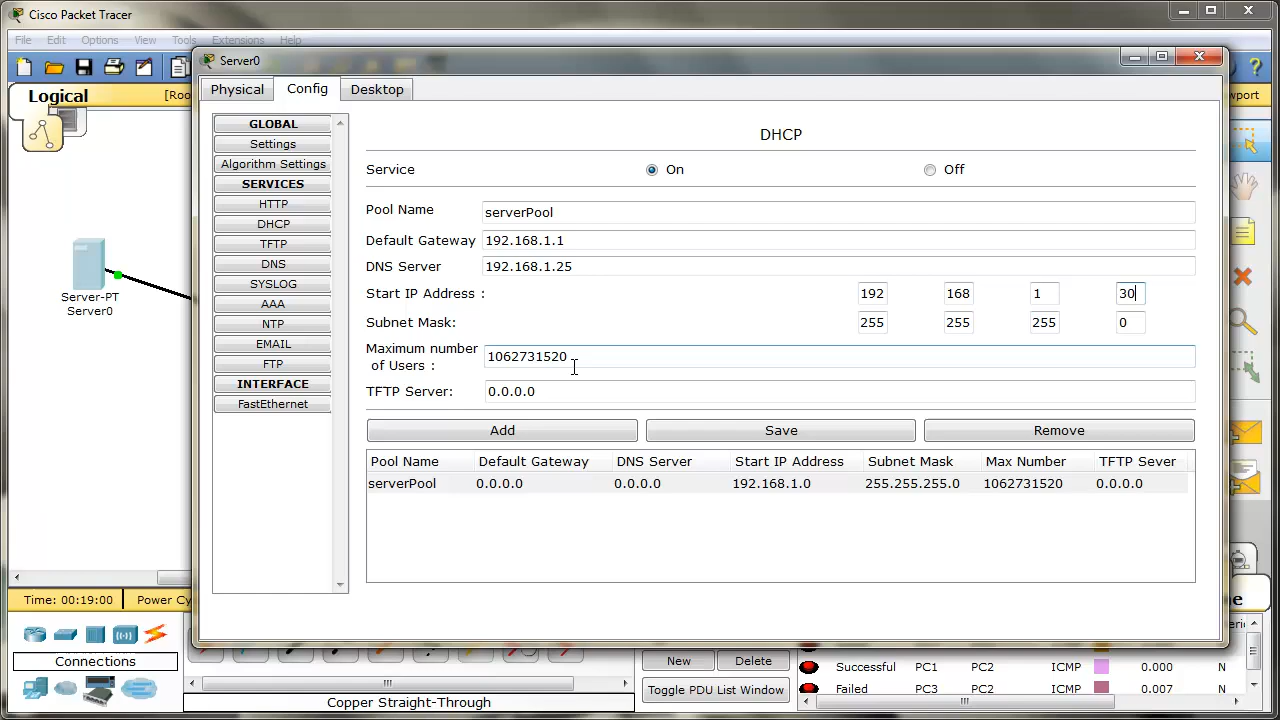 Cisco Packet Tracer
File Edit Options View Tools Extensions Help
Server0
Logical
[Roo
Physical
Config
Desktop
GLOBAL
Settings
Algorithm Settings
SERVICES
HTTP
DHCP
TFTP
DNS
SYSLOG
AAA
NTP
EMAIL
FTP
INTERFACE
FastEthernet
DHCP
Service On Off
Pool Name serverPool
Default Gateway 192.168.1.1
DNS Server 192.168.1.25
Start IP Address : 192 168 1 30
Subnet Mask: 255 255 255 0
Maximum number
of Users : 1062731520
TFTP Server: 0.0.0.0
Add Save Remove
Pool Name Default Gateway DNS Server Start IP Address Subnet Mask Max Number TFTP Sever
serverPool 0.0.0.0 0.0.0.0 192.168.1.0 255.255.255.0 1062731520 0.0.0.0
Server-PT
Server0
Time: 00:19:00 Power Cy
Connections
Copper Straight-Through
New Delete
Toggle PDU List Window
Successful PC1 PC2 ICMP 0.000 N
Failed PC3 PC2 ICMP 0.007 N